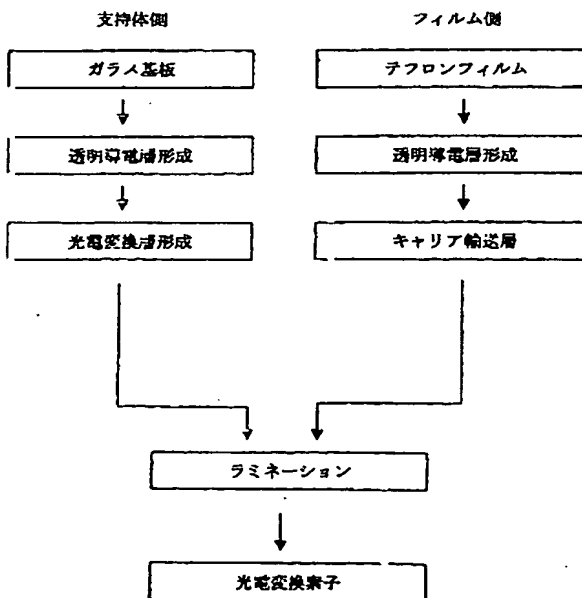 支持体側
フィルム側
ガラス基板
テフロンフィルム
透明導電層形成
透明導電層形成
光電変換層形成
キャリア輸送層
ラミネーション
光電変換素子